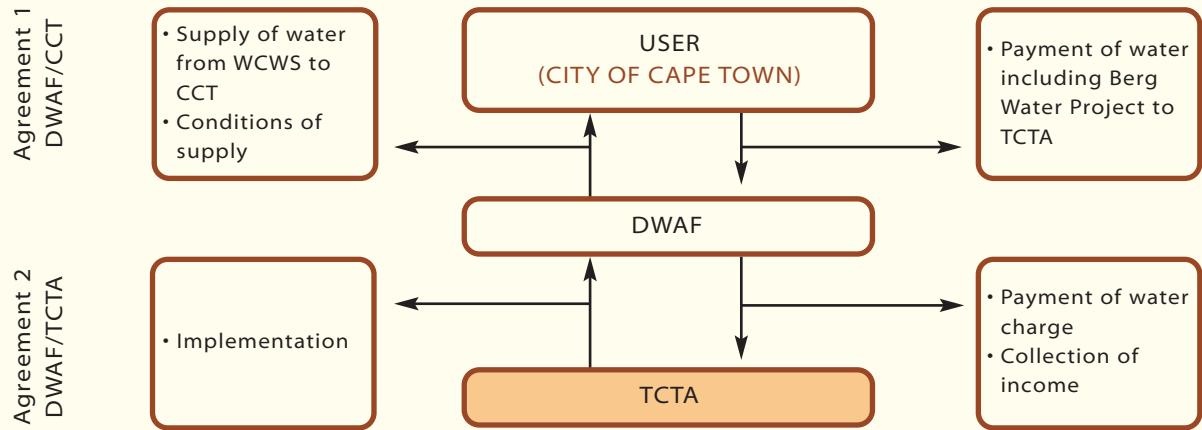 Agreement 1
DWAF/CCT
• Supply of water
from WCWS to
CCT
• Conditions of
supply
USER
(CITY OF CAPE TOWN)
• Payment of water
including Berg
Water Project to
TCTA
DWAF
Agreement 2
DWAF/TCTA
• Implementation
TCTA
• Payment of water
charge
• Collection of
income